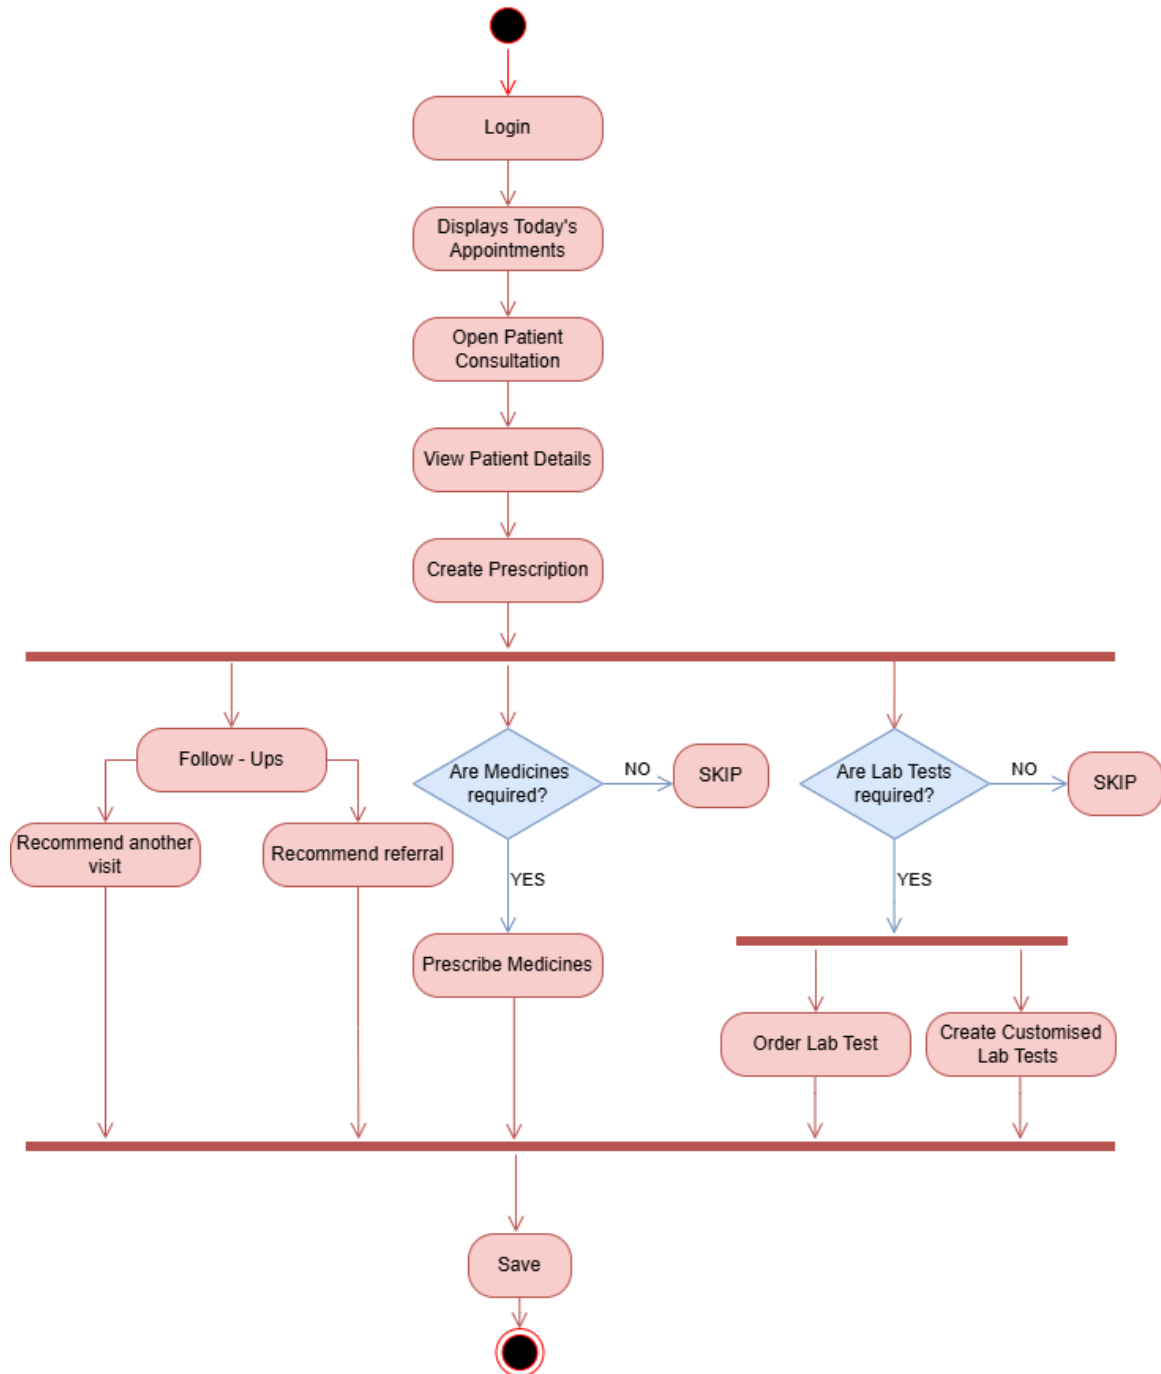 Login
Displays Today's
Appointments
Open Patient
Consultation
View Patient Details
Create Prescription
Follow - Ups
Are Medicines
required?
NO
SKIP
Are Lab Tests
required?
NO
SKIP
Recommend another
visit
Recommend referral
YES
YES
Prescribe Medicines
Order Lab Test
Create Customised
Lab Tests
Save